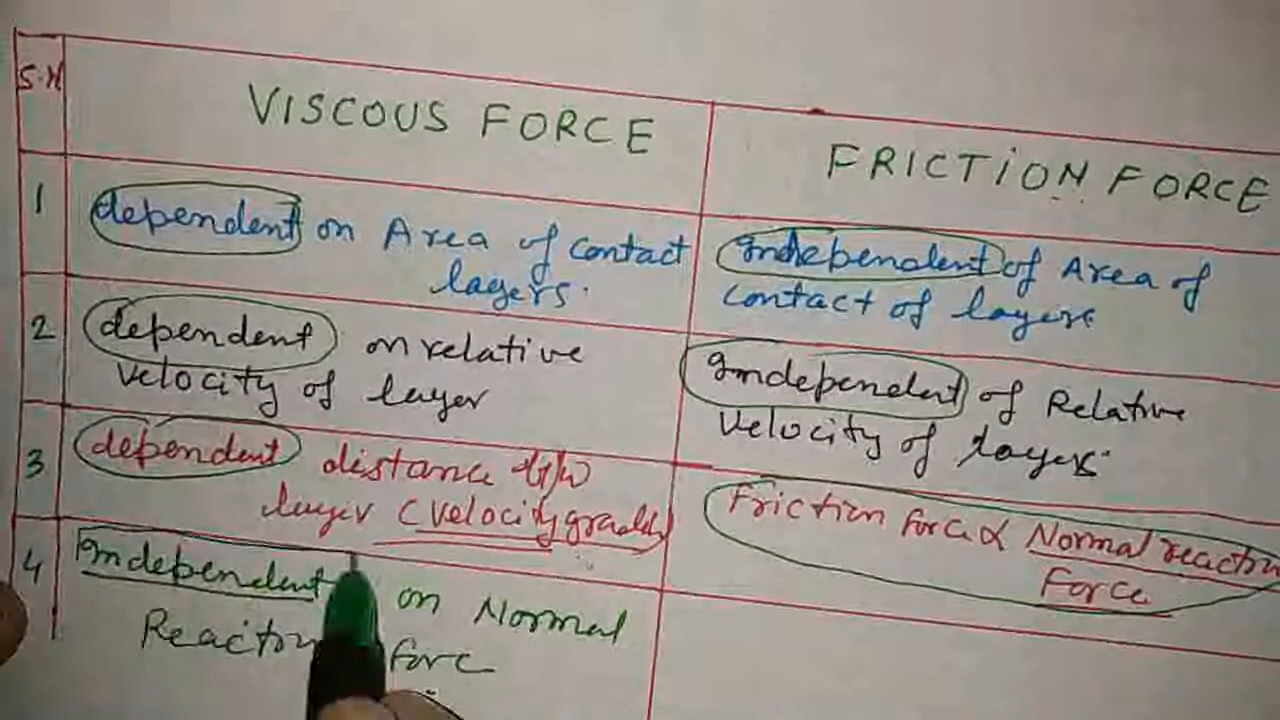 S.N
VISCOUS FORCE
FRICTION FORCE
1
dependent on Area of contact
layers.
Independent of Area of
contact of layers
2
dependent on relative
velocity of layer
Independent of Relative
velocity of layers.
3
dependent distance b/w
layer (velocity
Friction force ∝ Normal reaction
Force
4
Independent on Normal
Reaction forc